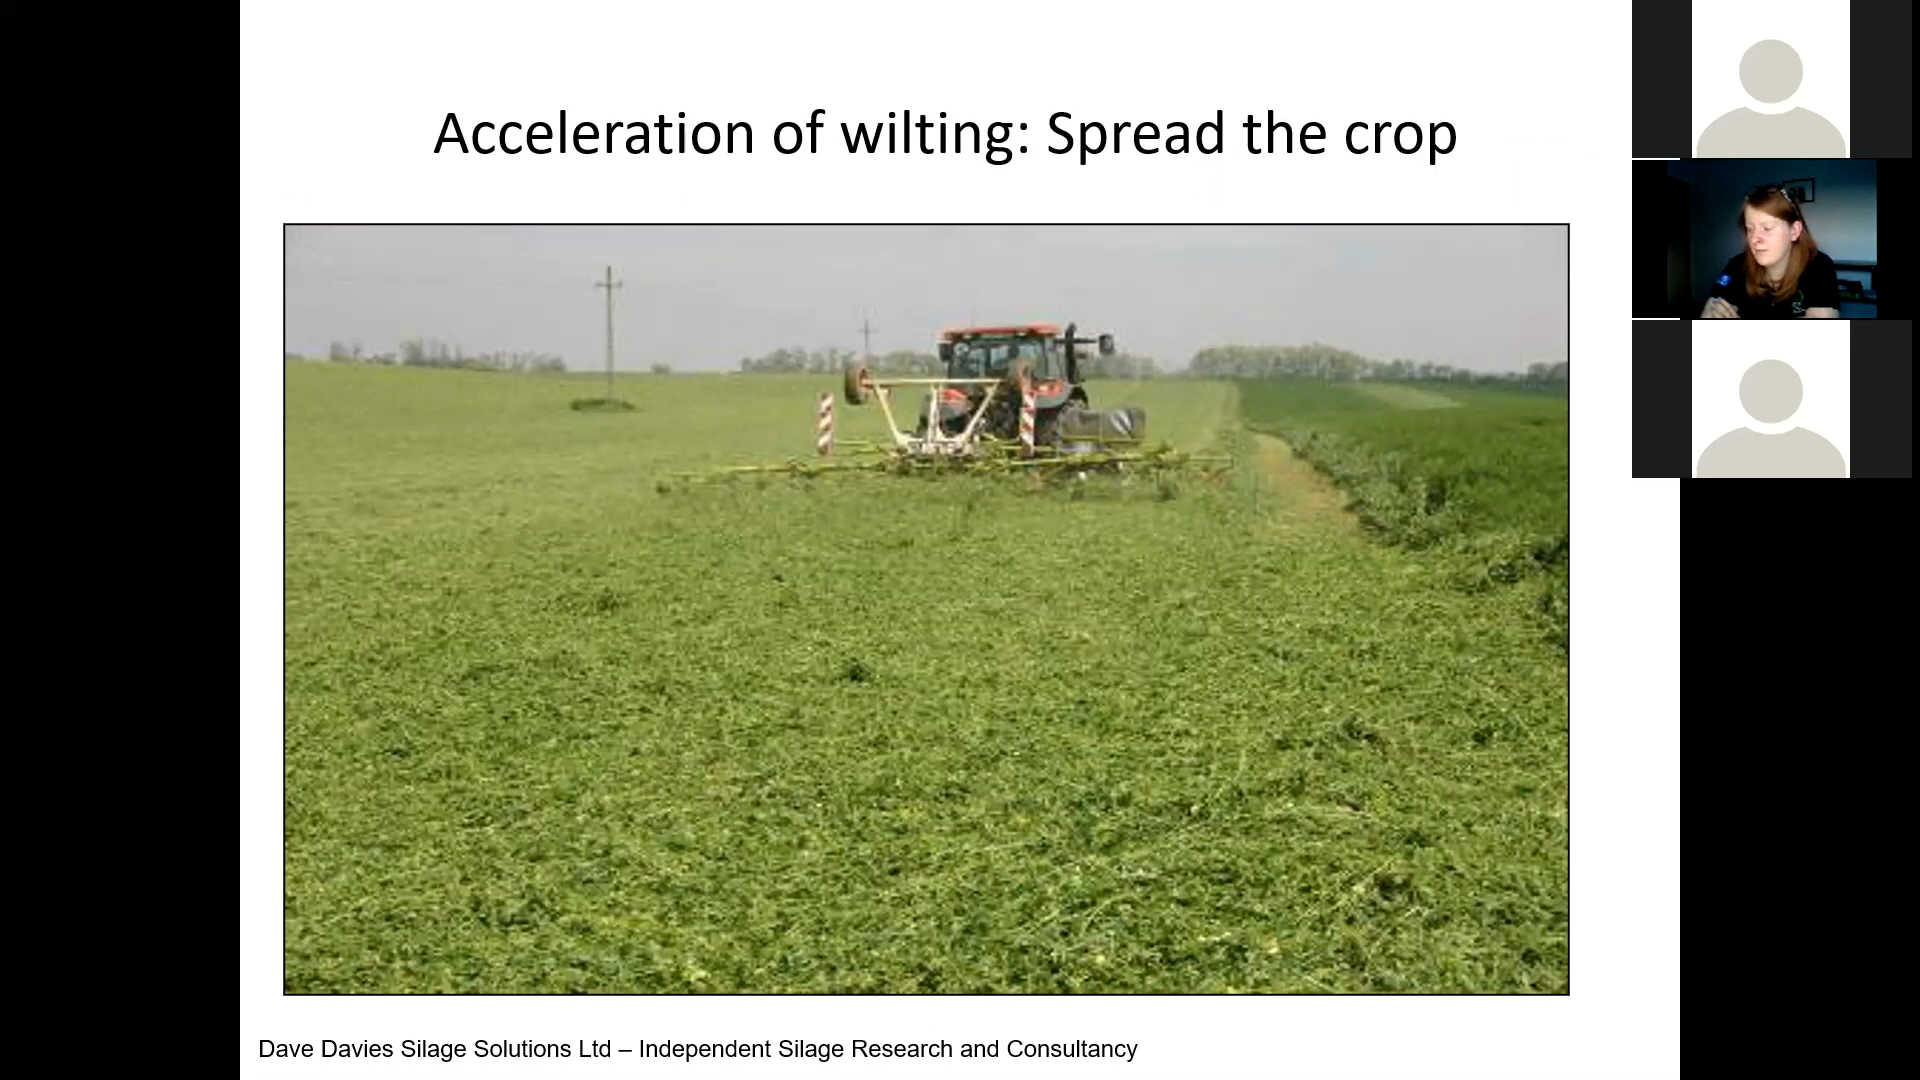 Acceleration of wilting: Spread the crop
Dave Davies Silage Solutions Ltd – Independent Silage Research and Consultancy